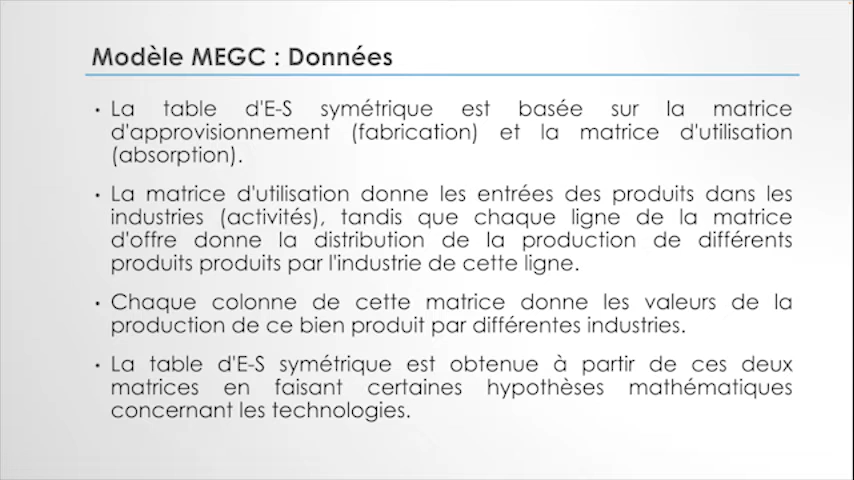 Modèle MEGC : Données
• La table d'E-S symétrique est basée sur la matrice
d'approvisionnement (fabrication) et la matrice d'utilisation
(absorption).
• La matrice d'utilisation donne les entrées des produits dans les
industries (activités), tandis que chaque ligne de la matrice
d'offre donne la distribution de la production de différents
produits produits par l'industrie de cette ligne.
• Chaque colonne de cette matrice donne les valeurs de la
production de ce bien produit par différentes industries.
• La table d'E-S symétrique est obtenue à partir de ces deux
matrices en faisant certaines hypothèses mathématiques
concernant les technologies.